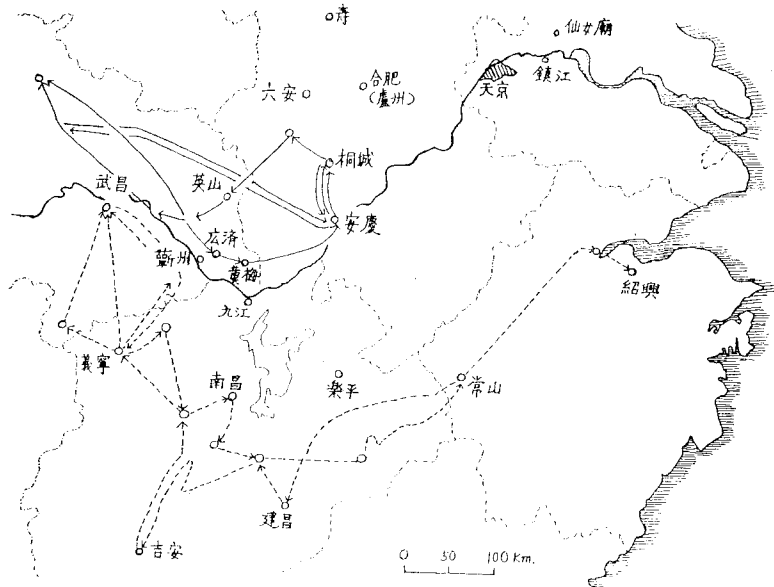 寿
仙女廟
鎮江
天京
合肥
(廬州)
六安
桐城
英山
武昌
安慶
広済
蘄州
黄梅
九江
紹興
義寧
南昌
楽平
常山
建昌
吉安
0 50 100 Km.